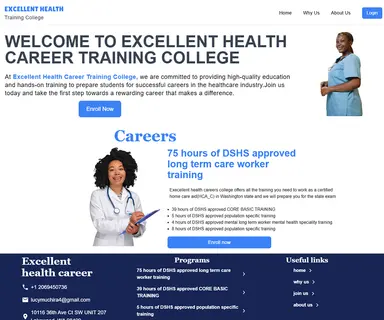 EXCELLENT HEALTH
Training College
Home
Why Us
About Us
Login
WELCOME TO EXCELLENT HEALTH
CAREER TRAINING COLLEGE
At Excellent Health Career Training College, we are committed to providing high-quality education
and hands-on training to prepare students for successful careers in the healthcare industry.Join us
today and take the first step towards a rewarding career that makes a difference.
Enroll Now
Careers
75 hours of DSHS approved
long term care worker
training
Execellent health careers college offers all the training you need to work as a certified
home care aid(HCA_C) in Washington state and we will prepare you for the state exam
39 hours of DSHS approved CORE BASIC TRAINING
5 hours of DSHS approved population specific training
4 hours of DSHS approved mental long term worker mental health speciality training
8 hours of DSHS approved population specific training
Enroll now
Excellent
health career
+1 2069450736
lucymuchira4@gmail.com
10116 36th Ave Ct SW UNIT 207
Programs
75 hours of DSHS approved long term care
worker training
39 hours of DSHS approved CORE BASIC
TRAINING
5 hours of DSHS approved population specific
training
Useful links
home
why us
join us
about us